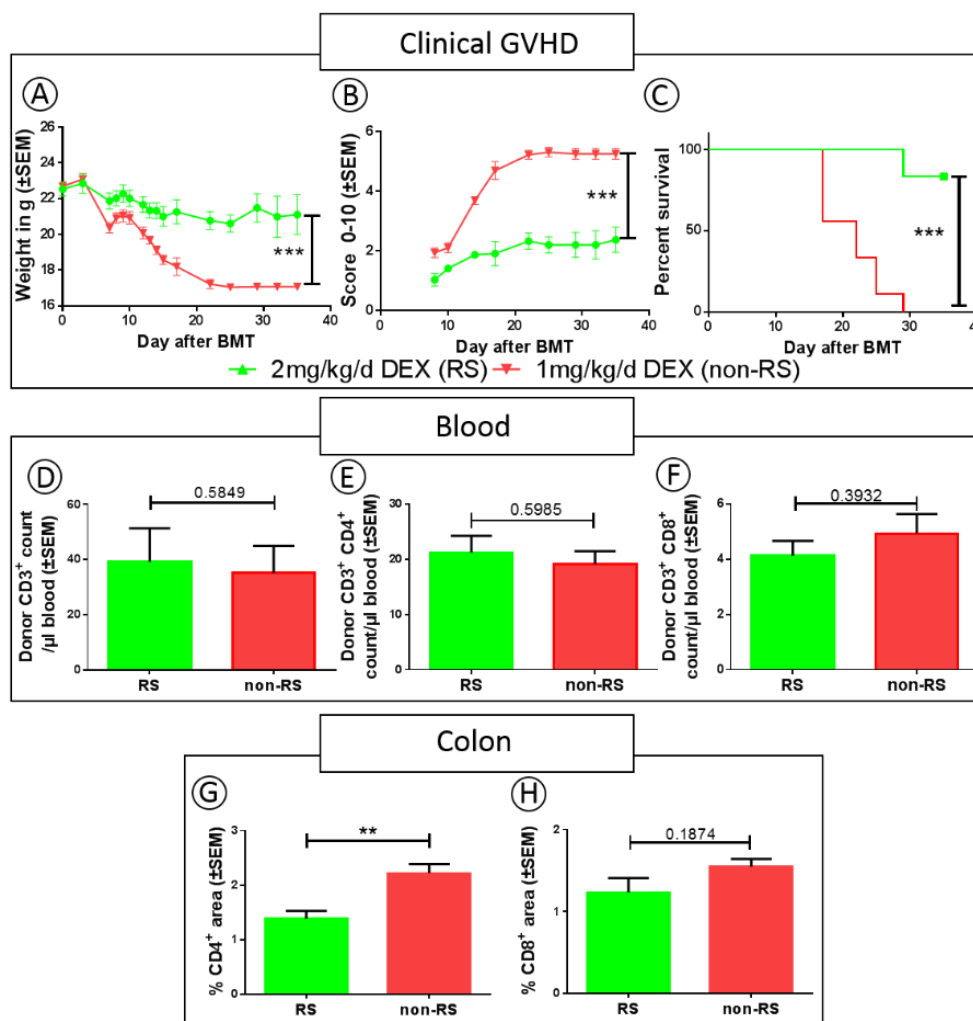 Clinical GVHD
A
Weight in g (±SEM)
26
24
22
20
18
16
0
10
20
30
40
Day after BMT
***
B
Score 0-10 (±SEM)
6
4
2
0
0
10
20
30
40
Day after BMT
***
C
Percent survival
100
50
0
0
10
20
30
40
Day after BMT
***
2mg/kg/d DEX (RS)
1mg/kg/d DEX (non-RS)
Blood
D
Donor CD3⁺ count
/µl blood (±SEM)
60
40
20
0
0.5849
RS
non-RS
E
Donor CD3⁺ CD4⁺
count/µl blood (±SEM)
30
20
10
0
0.5985
RS
non-RS
F
Donor CD3⁺ CD8⁺
count/µl blood (±SEM)
6
4
2
0
0.3932
RS
non-RS
Colon
G
% CD4⁺ area (±SEM)
3
2
1
0
**
RS
non-RS
H
% CD8⁺ area (±SEM)
2
1
0
0.1874
RS
non-RS